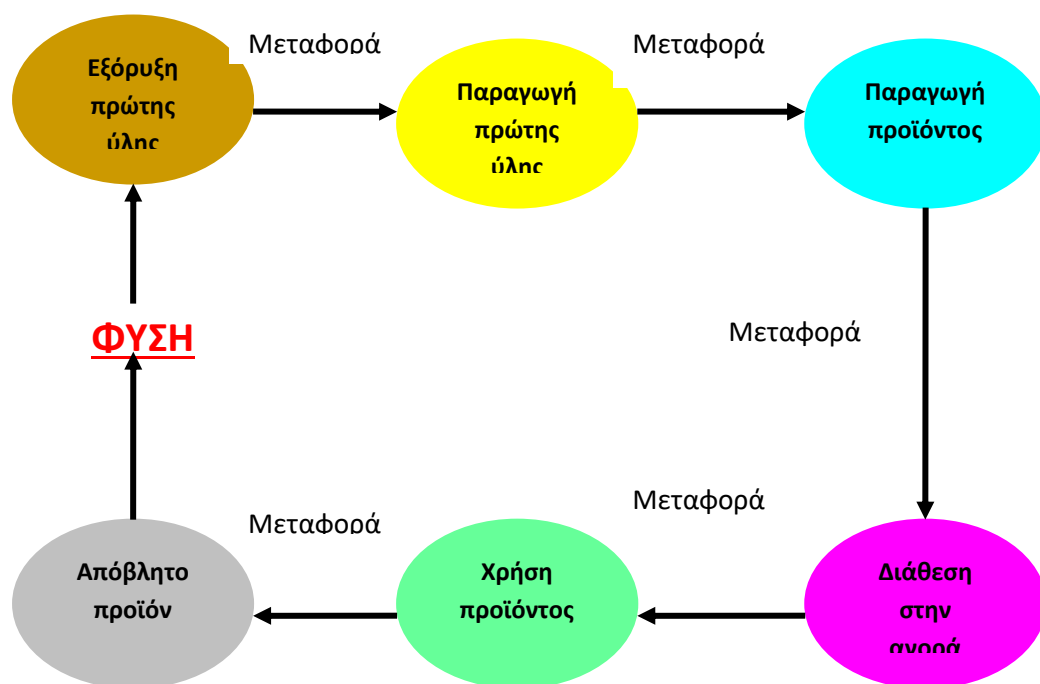 Εξόρυξη
πρώτης
ύλης
Μεταφορά
Παραγωγή
πρώτης
ύλης
Μεταφορά
Παραγωγή
προϊόντος
Μεταφορά
ΦΥΣΗ
Απόβλητο
προϊόν
Μεταφορά
Χρήση
προϊόντος
Μεταφορά
Διάθεση
στην
αγορά